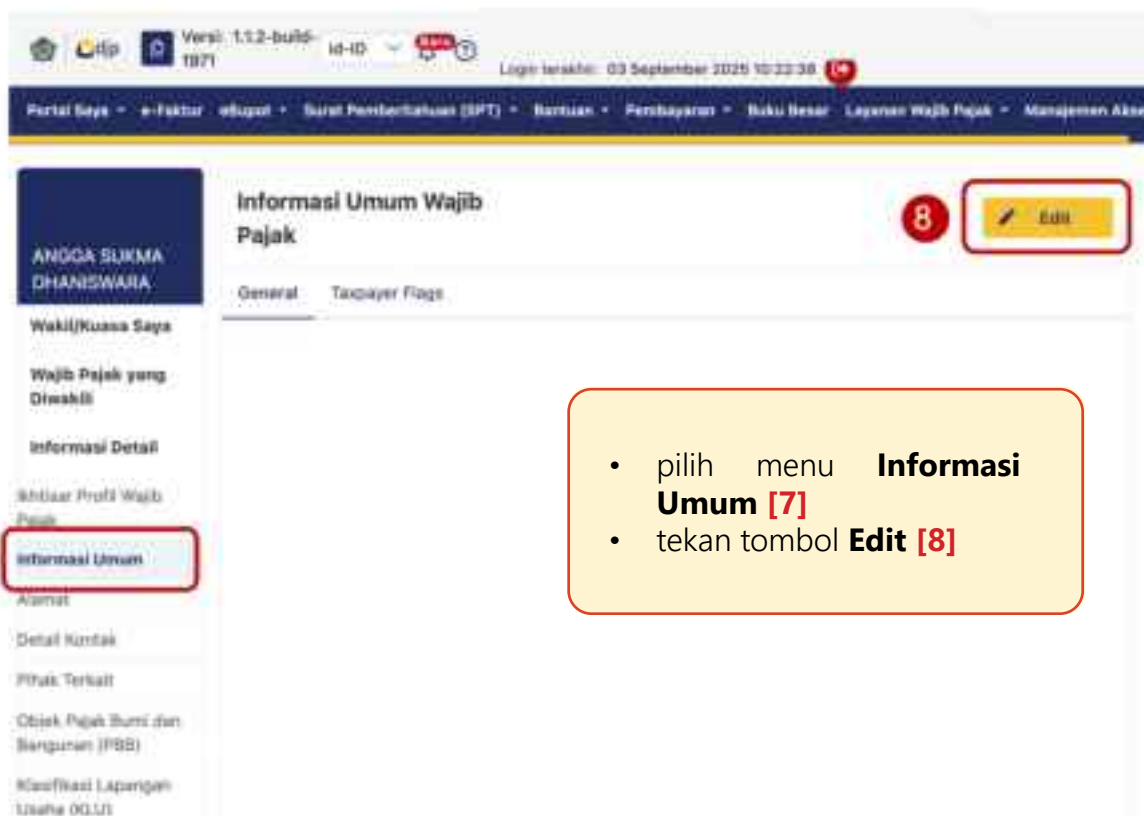 djp
Versi: 1.1.2-build-
1971
id-ID
Baru
Login terakhir: 03 September 2025 10:22:38
Portal Saya e-Faktur eBupot Surat Pemberitahuan (SPT) Bantuan Pembayaran Buku Besar Layanan Wajib Pajak Manajemen Aks
ANGGA SUKMA
DHANISWARA
Informasi Umum Wajib
Pajak
8
Edit
General Taxpayer Flags
Wakil/Kuasa Saya
Wajib Pajak yang
Diwakili
Informasi Detail
Ikhtisar Profil Wajib
Pajak
Informasi Umum
Alamat
Detail Kontak
Pihak Terkait
Objek Pajak Bumi dan
Bangunan (PBB)
Klasifikasi Lapangan
Usaha (KLU)
• pilih menu Informasi
Umum [7]
• tekan tombol Edit [8]